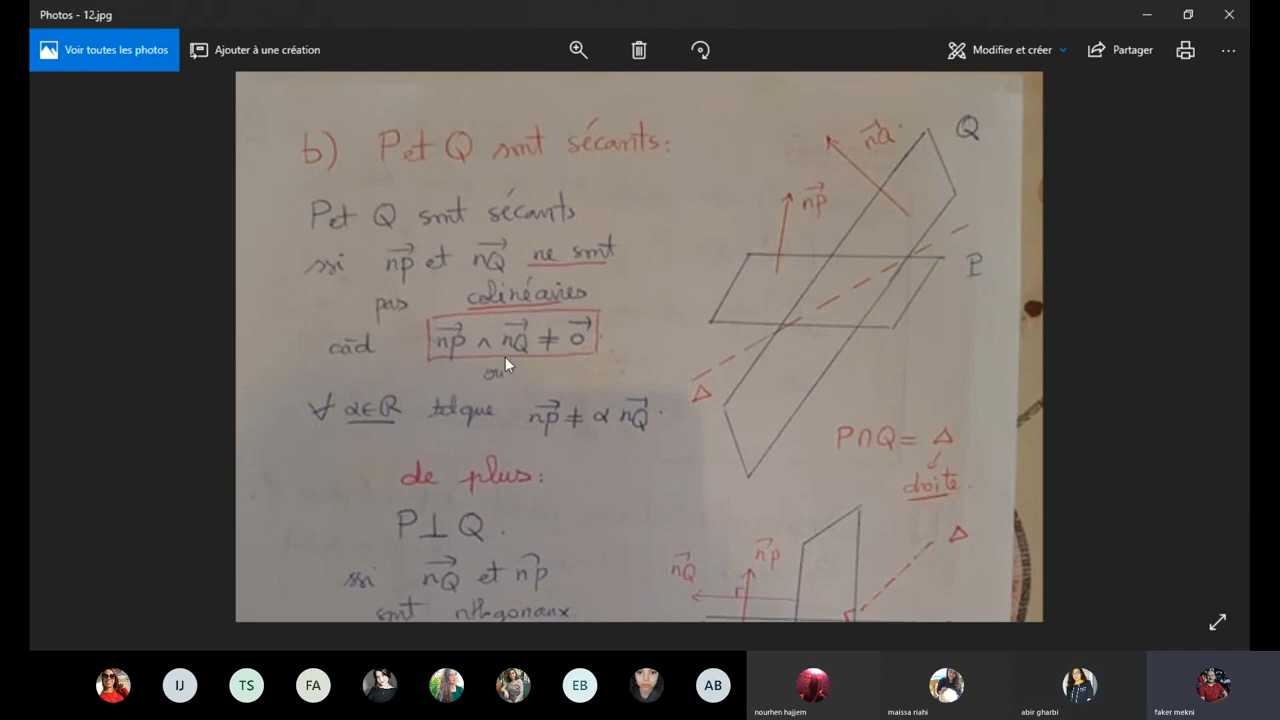 Photos - 12.jpg
Voir toutes les photos
Ajouter à une création
Modifier et créer
Partager
b) P et Q sont sécants:
P et Q sont sécants
ssi nP et nQ ne sont
pas colinéaires
càd nP ∧ nQ ≠ 0
ou
∀ α∈ℝ tel que nP ≠ α nQ.
de plus:
P⊥Q.
ssi nQ et nP
sont orthogonaux
nQ
Q
nP
P
Δ
P∩Q = Δ
droite.
nQ
nP
Δ
IJ
TS
FA
EB
AB
nourhen hajjem
maissa riahi
abir gharbi
faker mekni